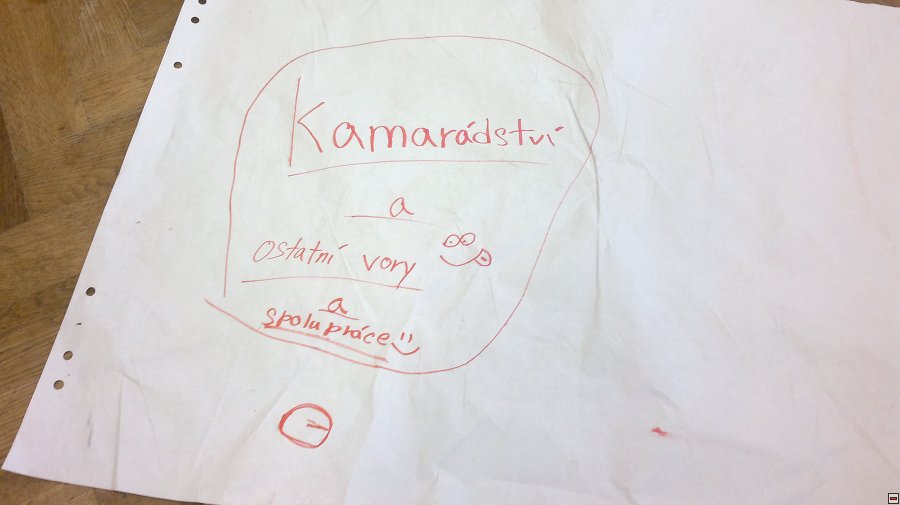 Kamarádství
a
ostatní vory
a
spolupráce